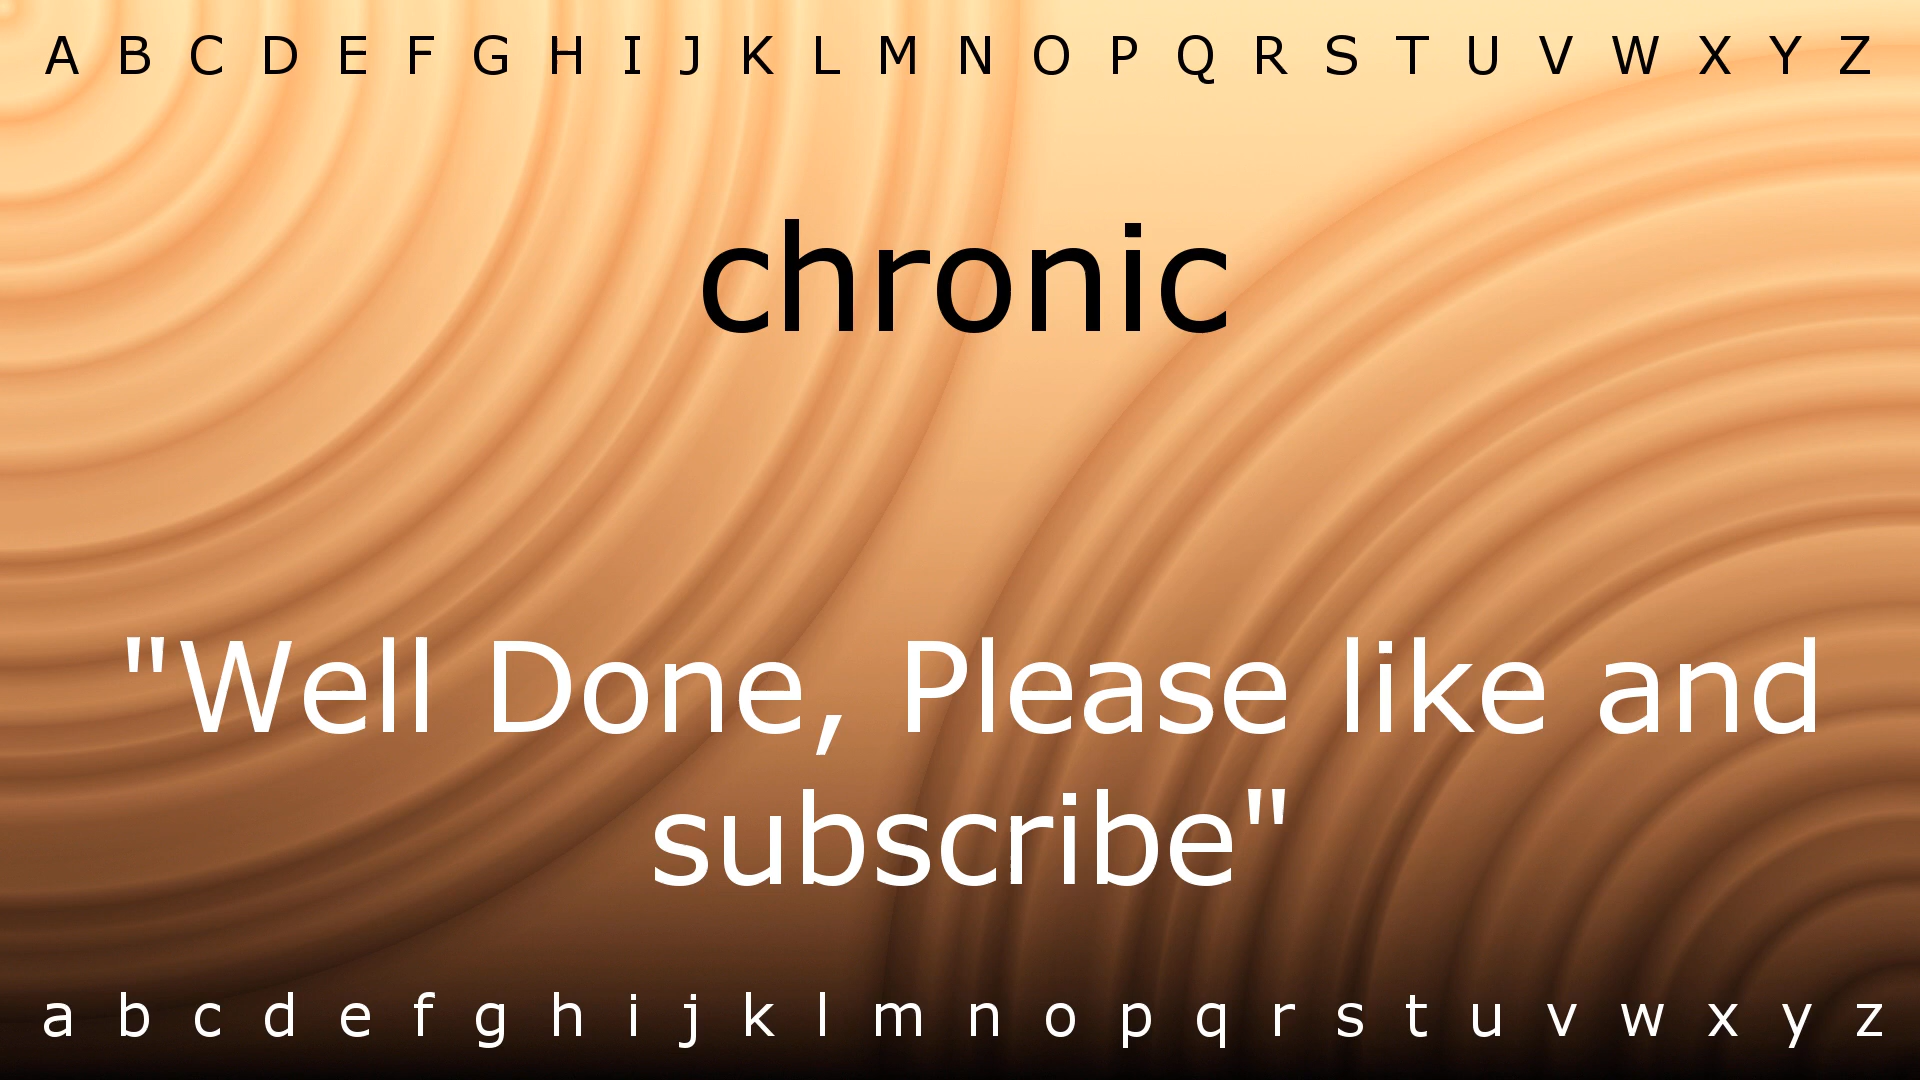 A B C D E F G H I J K L M N O P Q R S T U V W X Y Z
chronic
"Well Done, Please like and
subscribe"
a b c d e f g h i j k l m n o p q r s t u v w x y z